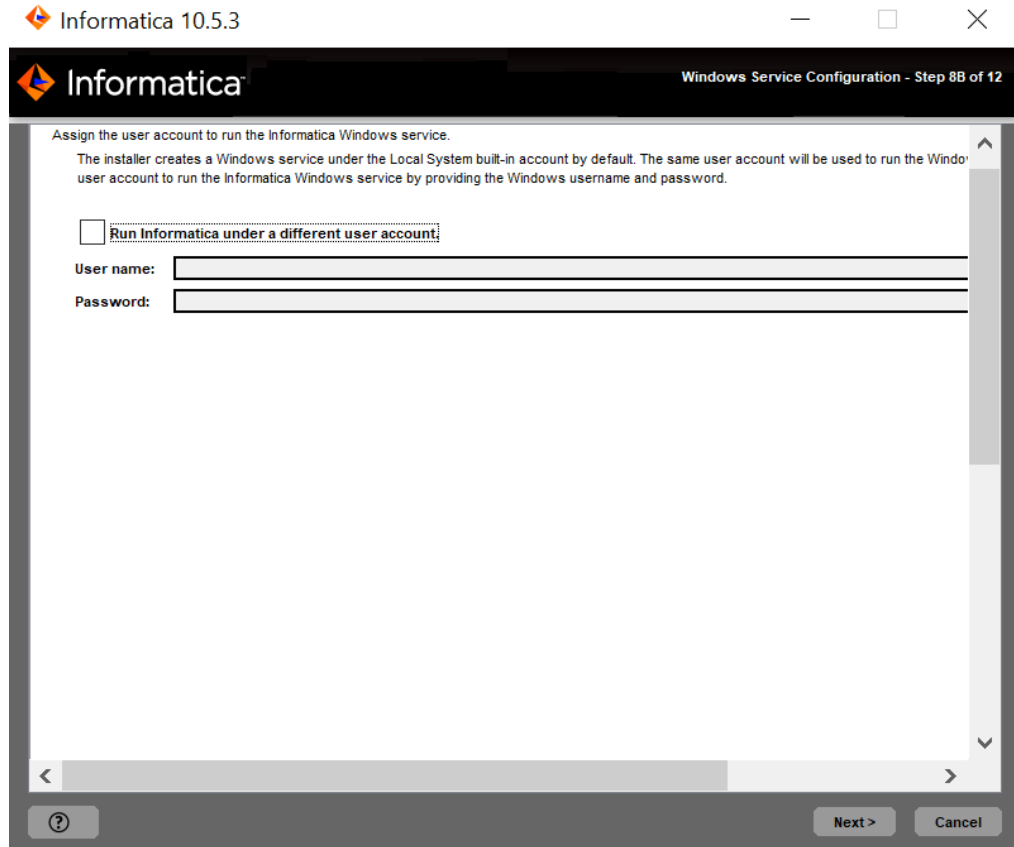 Informatica 10.5.3
Informatica
Windows Service Configuration - Step 8B of 12
Assign the user account to run the Informatica Windows service.
The installer creates a Windows service under the Local System built-in account by default. The same user account will be used to run the Windo
user account to run the Informatica Windows service by providing the Windows username and password.
Run Informatica under a different user account.
User name:
Password:
Next >
Cancel